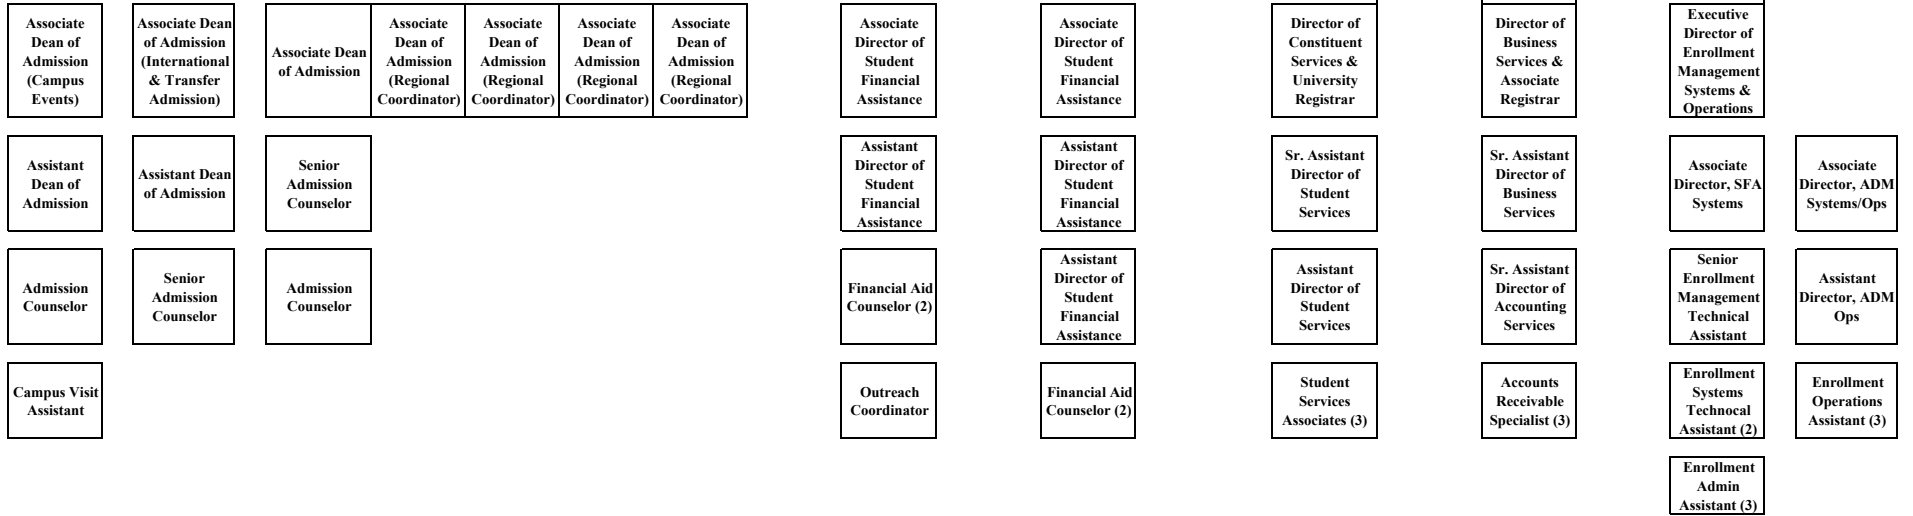 Associate
Dean of
Admission
(Campus
Events)
Associate Dean
of Admission
(International
& Transfer
Admission)
Associate Dean
of Admission
Associate
Dean of
Admission
(Regional
Coordinator)
Associate
Dean of
Admission
(Regional
Coordinator)
Associate
Dean of
Admission
(Regional
Coordinator)
Associate
Dean of
Admission
(Regional
Coordinator)
Associate
Director of
Student
Financial
Assistance
Associate
Director of
Student
Financial
Assistance
Director of
Constituent
Services &
University
Registrar
Director of
Business
Services &
Associate
Registrar
Executive
Director of
Enrollment
Management
Systems &
Operations
Assistant
Dean of
Admission
Assistant Dean
of Admission
Senior
Admission
Counselor
Assistant
Director of
Student
Financial
Assistance
Assistant
Director of
Student
Financial
Assistance
Sr. Assistant
Director of
Student
Services
Sr. Assistant
Director of
Business
Services
Associate
Director, SFA
Systems
Associate
Director, ADM
Systems/Ops
Admission
Counselor
Senior
Admission
Counselor
Admission
Counselor
Financial Aid
Counselor (2)
Assistant
Director of
Student
Financial
Assistance
Assistant
Director of
Student
Services
Sr. Assistant
Director of
Accounting
Services
Senior
Enrollment
Management
Technical
Assistant
Assistant
Director, ADM
Ops
Campus Visit
Assistant
Outreach
Coordinator
Financial Aid
Counselor (2)
Student
Services
Associates (3)
Accounts
Receivable
Specialist (3)
Enrollment
Systems
Technocal
Assistant (2)
Enrollment
Operations
Assistant (3)
Enrollment
Admin
Assistant (3)